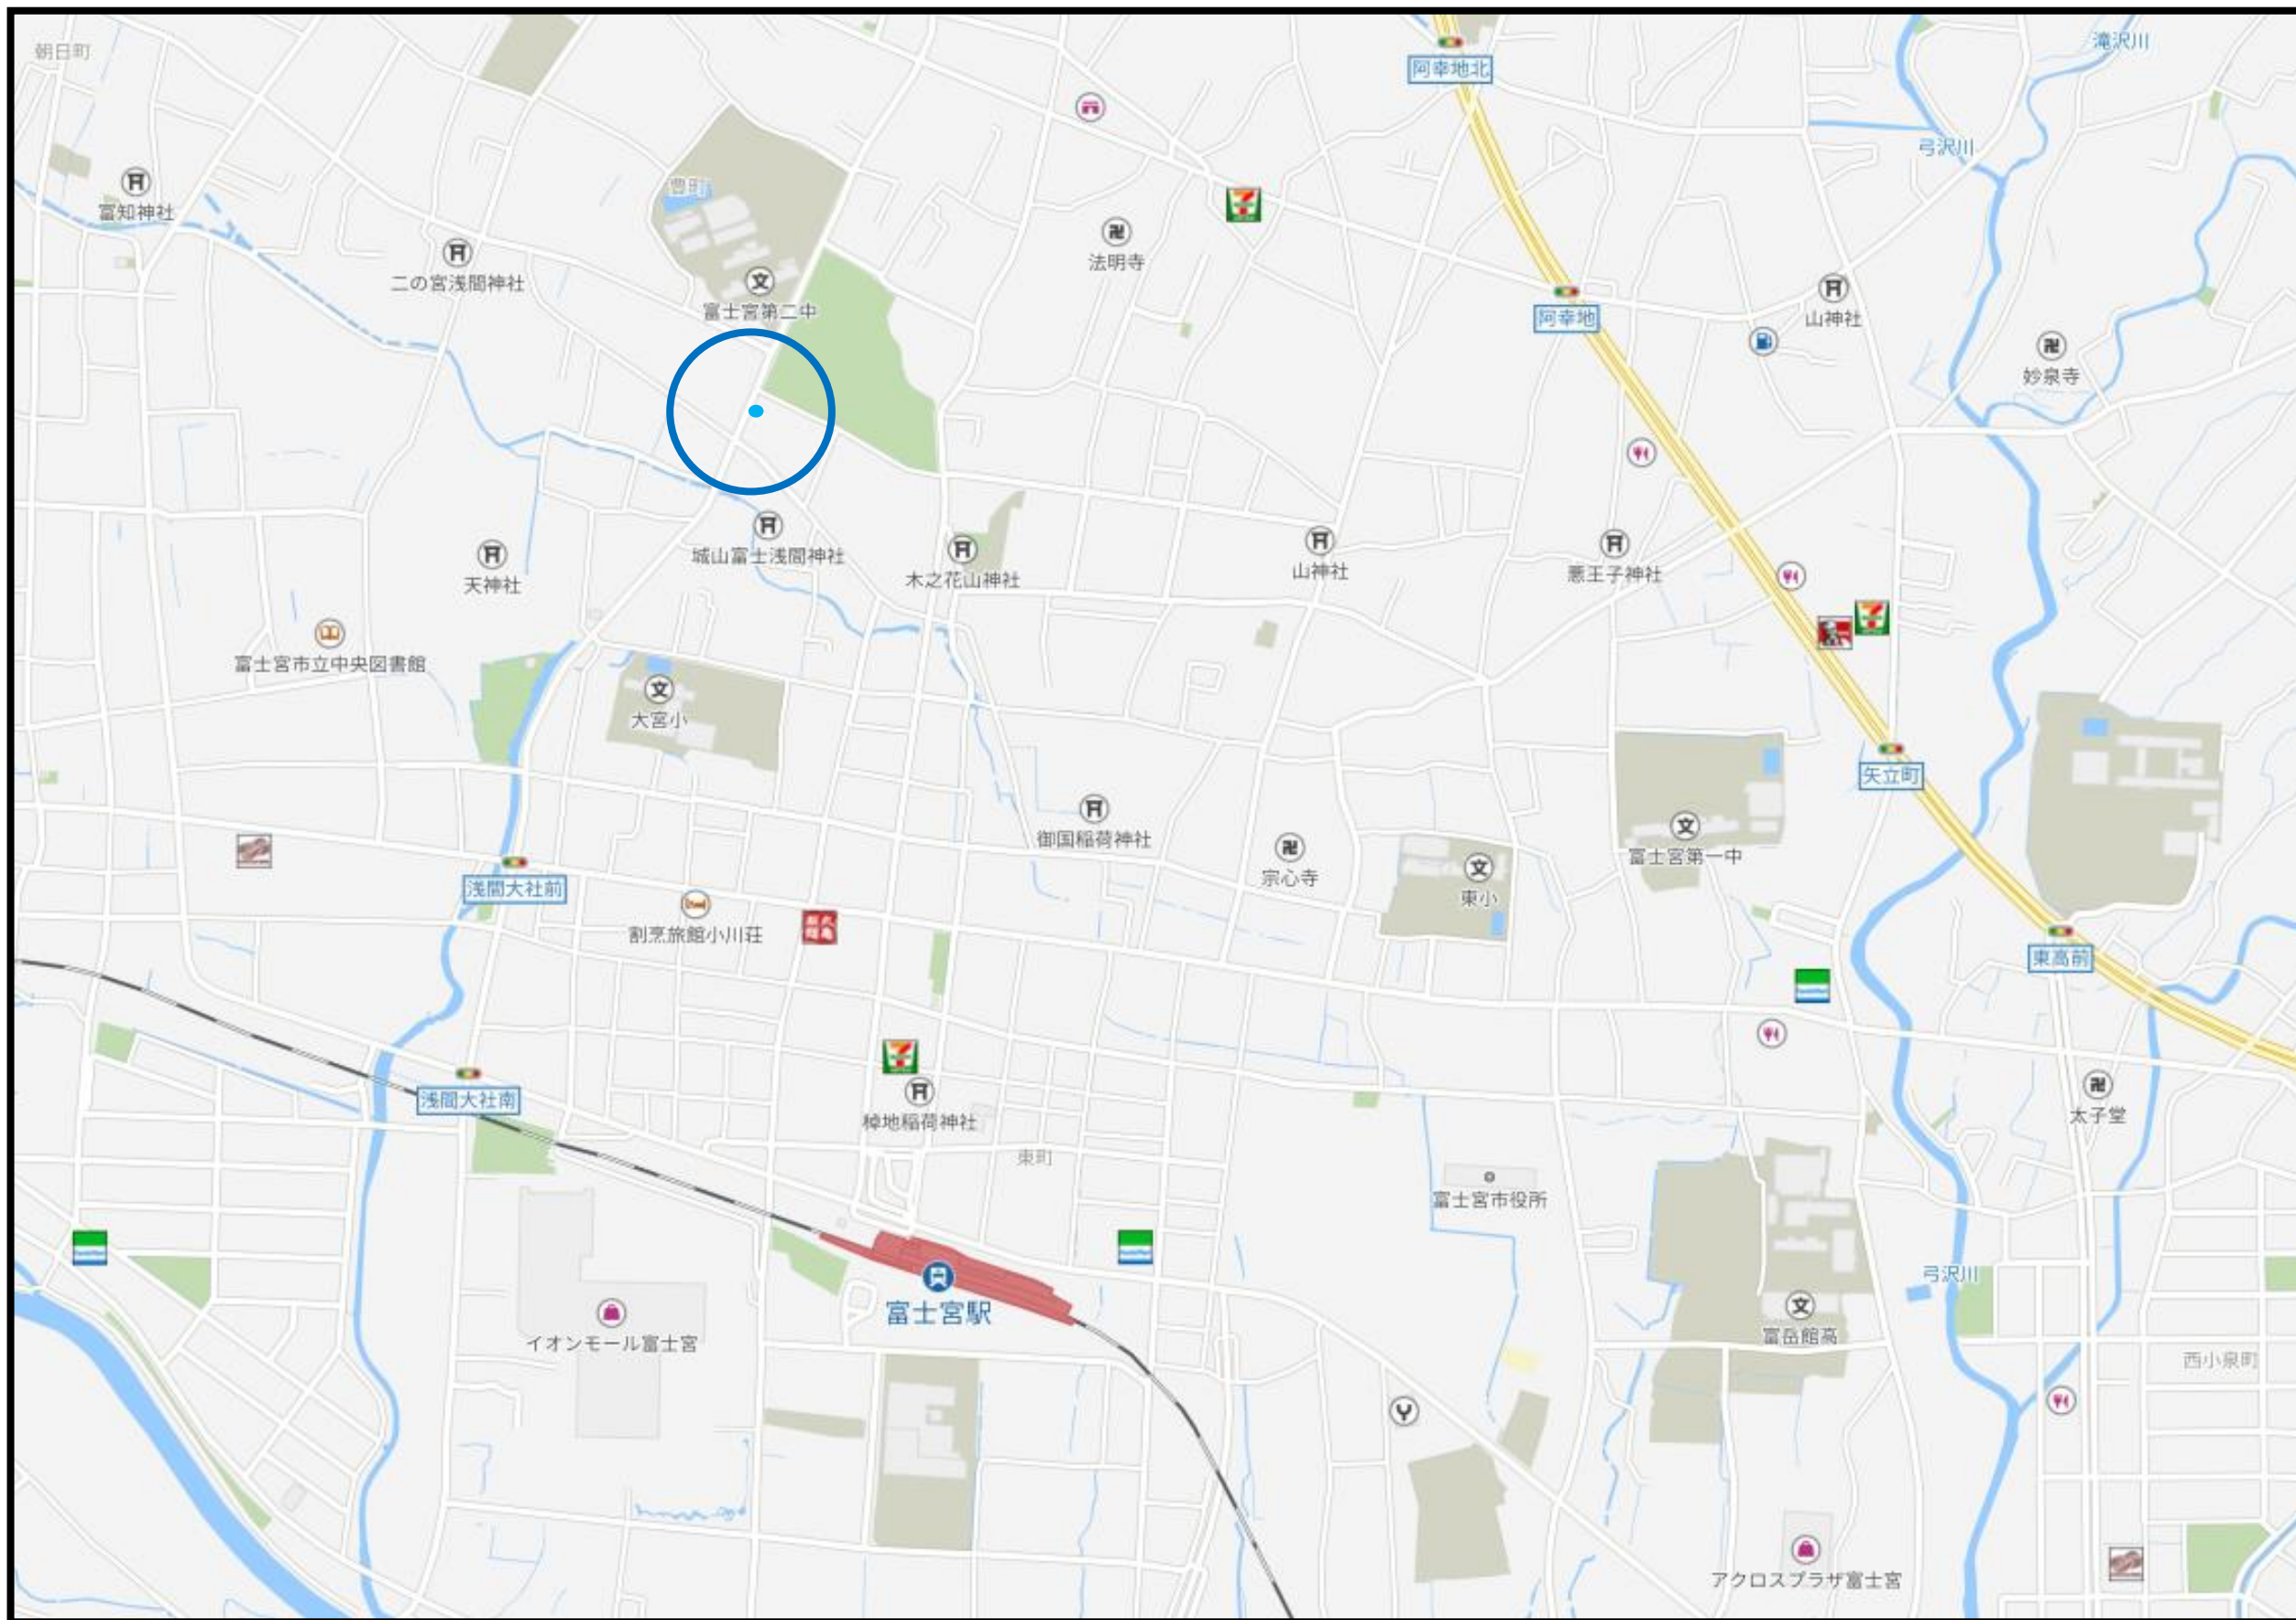 朝日町
滝沢川
阿幸地北
弓沢川
豊町
富知神社
二の宮浅間神社
法明寺
富士宮第二中
阿幸地
山神社
妙泉寺
天神社
城山富士浅間神社
木之花山神社
山神社
悪王子神社
富士宮市立中央図書館
大宮小
矢立町
御国稲荷神社
宗心寺
富士宮第一中
東小
浅間大社前
割烹旅館小川荘
丸亀
製麺
東高前
浅間大社南
棹地稲荷神社
太子堂
東町
富士宮市役所
弓沢川
富士宮駅
イオンモール富士宮
富岳館高
西小泉町
アクロスプラザ富士宮